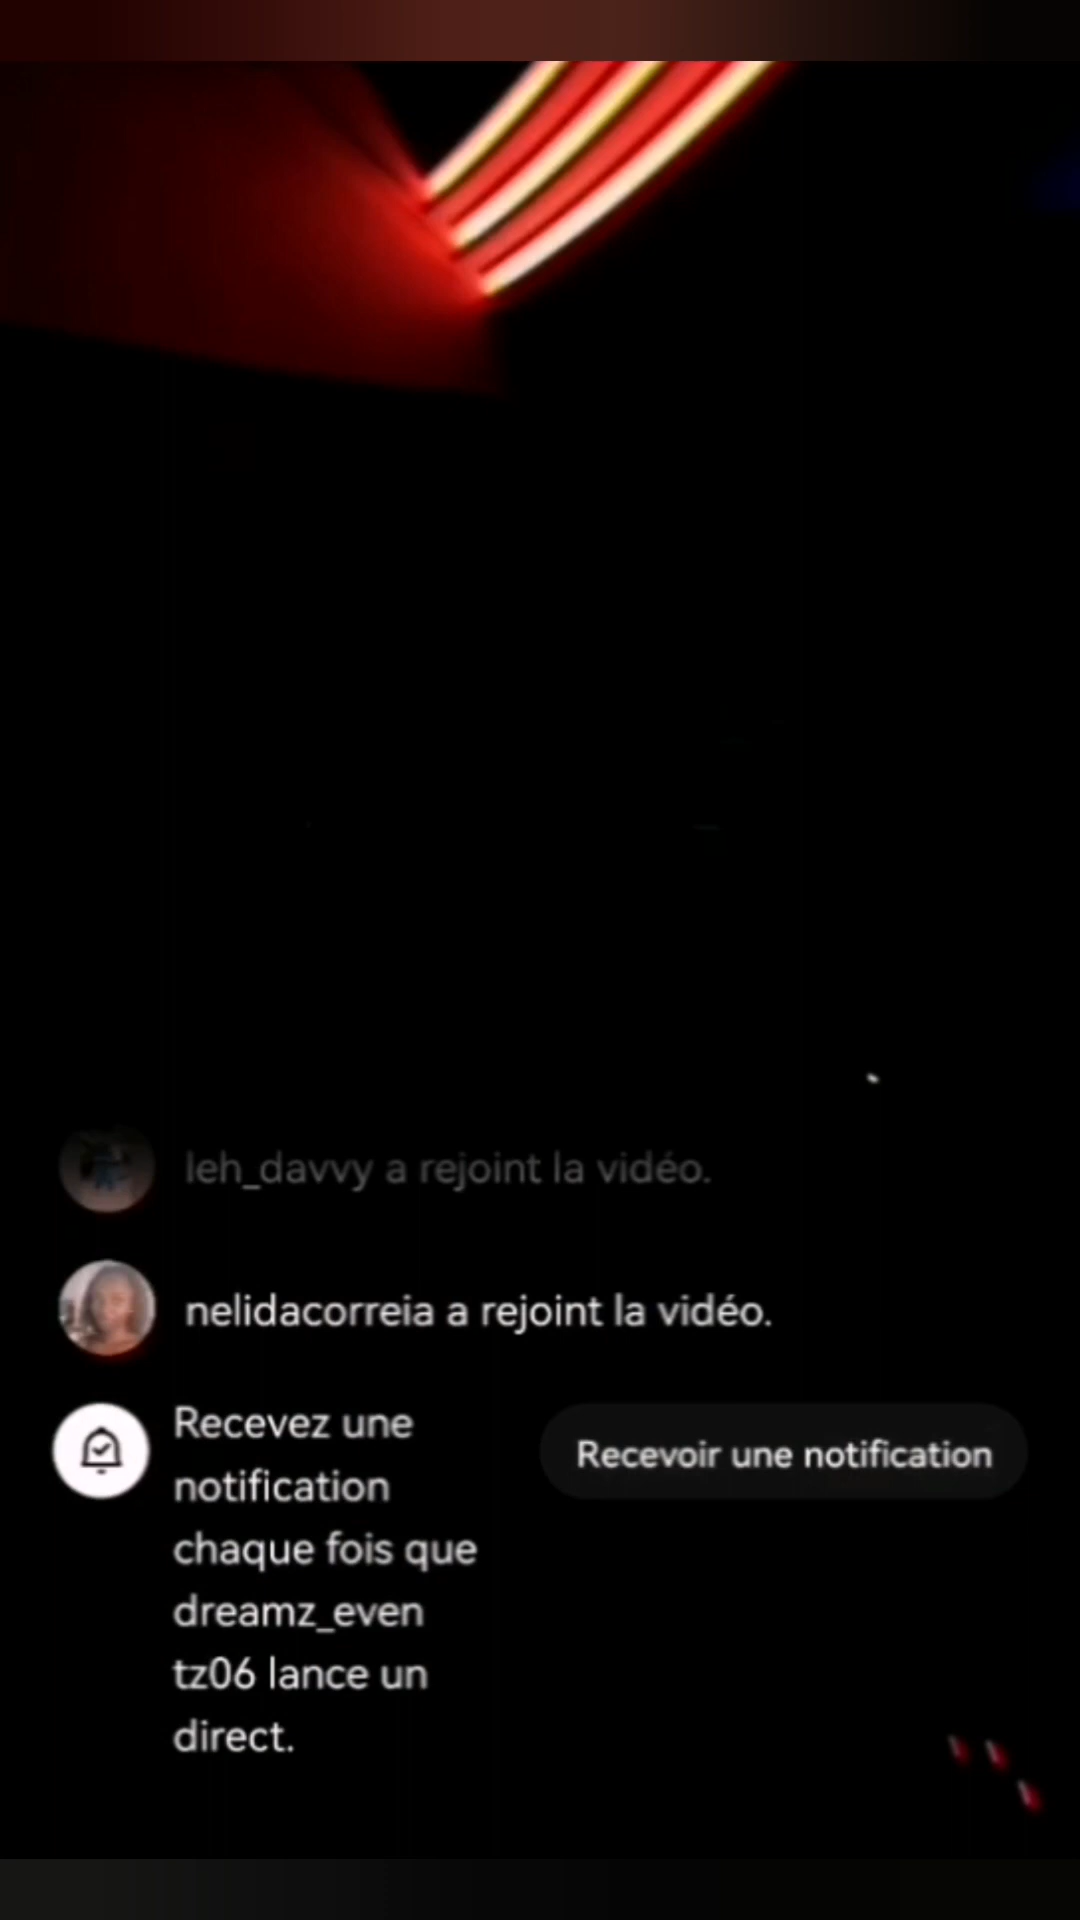 leh_davvy a rejoint la vidéo.
nelidacorreia a rejoint la vidéo.
Recevez une
notification
chaque fois que
dreamz_even
tz06 lance un
direct.
Recevoir une notification